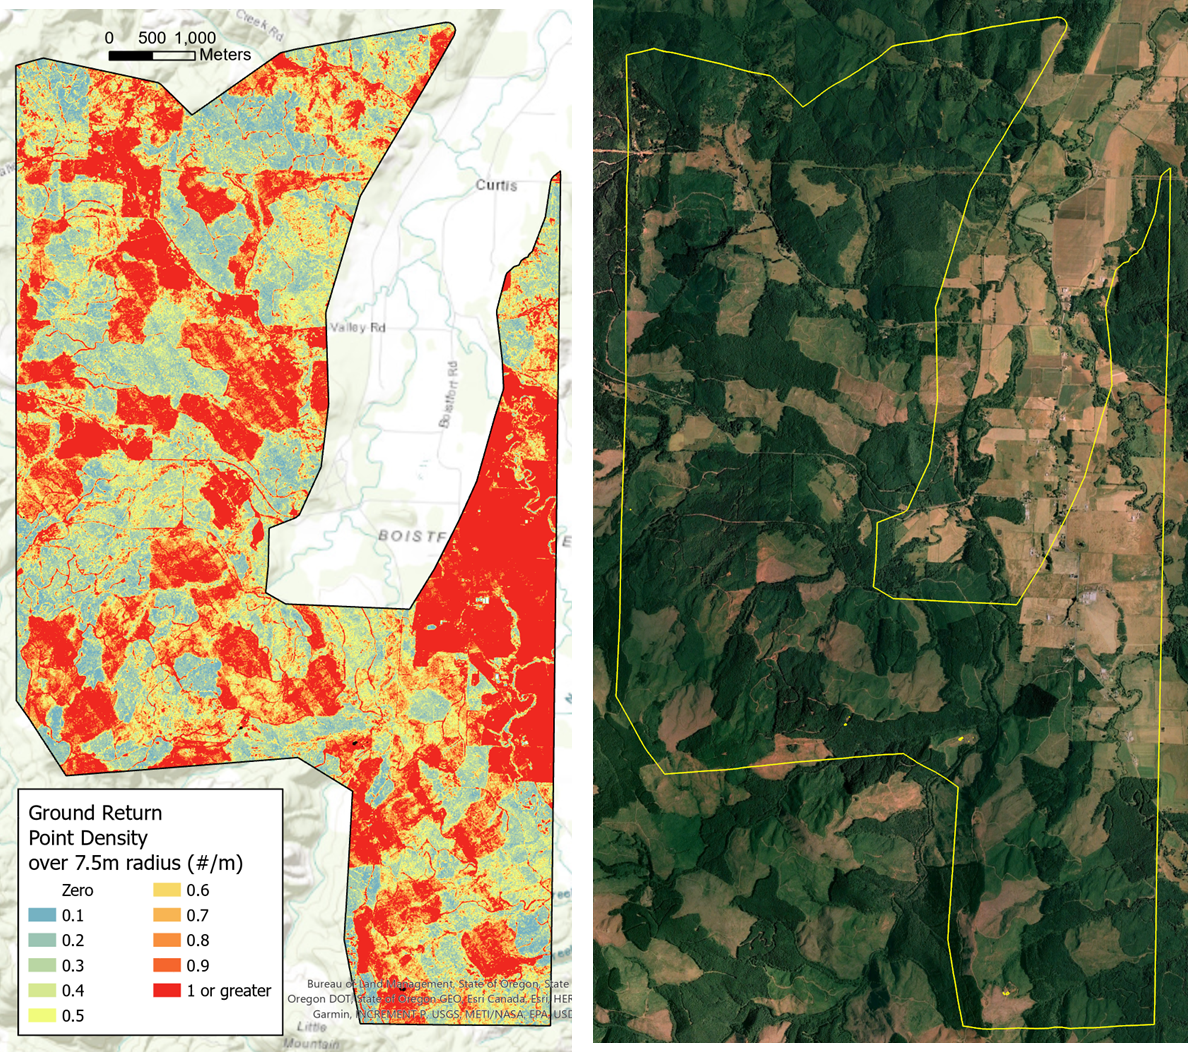 Creek Rd
0 500 1,000
Meters
Curtis
Valley Rd
Boistfort Rd
BOISTF
E
Ground Return
Point Density
over 7.5m radius (#/m)
Zero
0.1
0.2
0.3
0.4
0.5
0.6
0.7
0.8
0.9
1 or greater
Bureau of Land Management, State of Oregon, State
Oregon DOT, State of Oregon GEO, Esri Canada, Esri, HER
Garmin, INCREMENT P, USGS, METI/NASA, EPA, USD
Little
Mountain